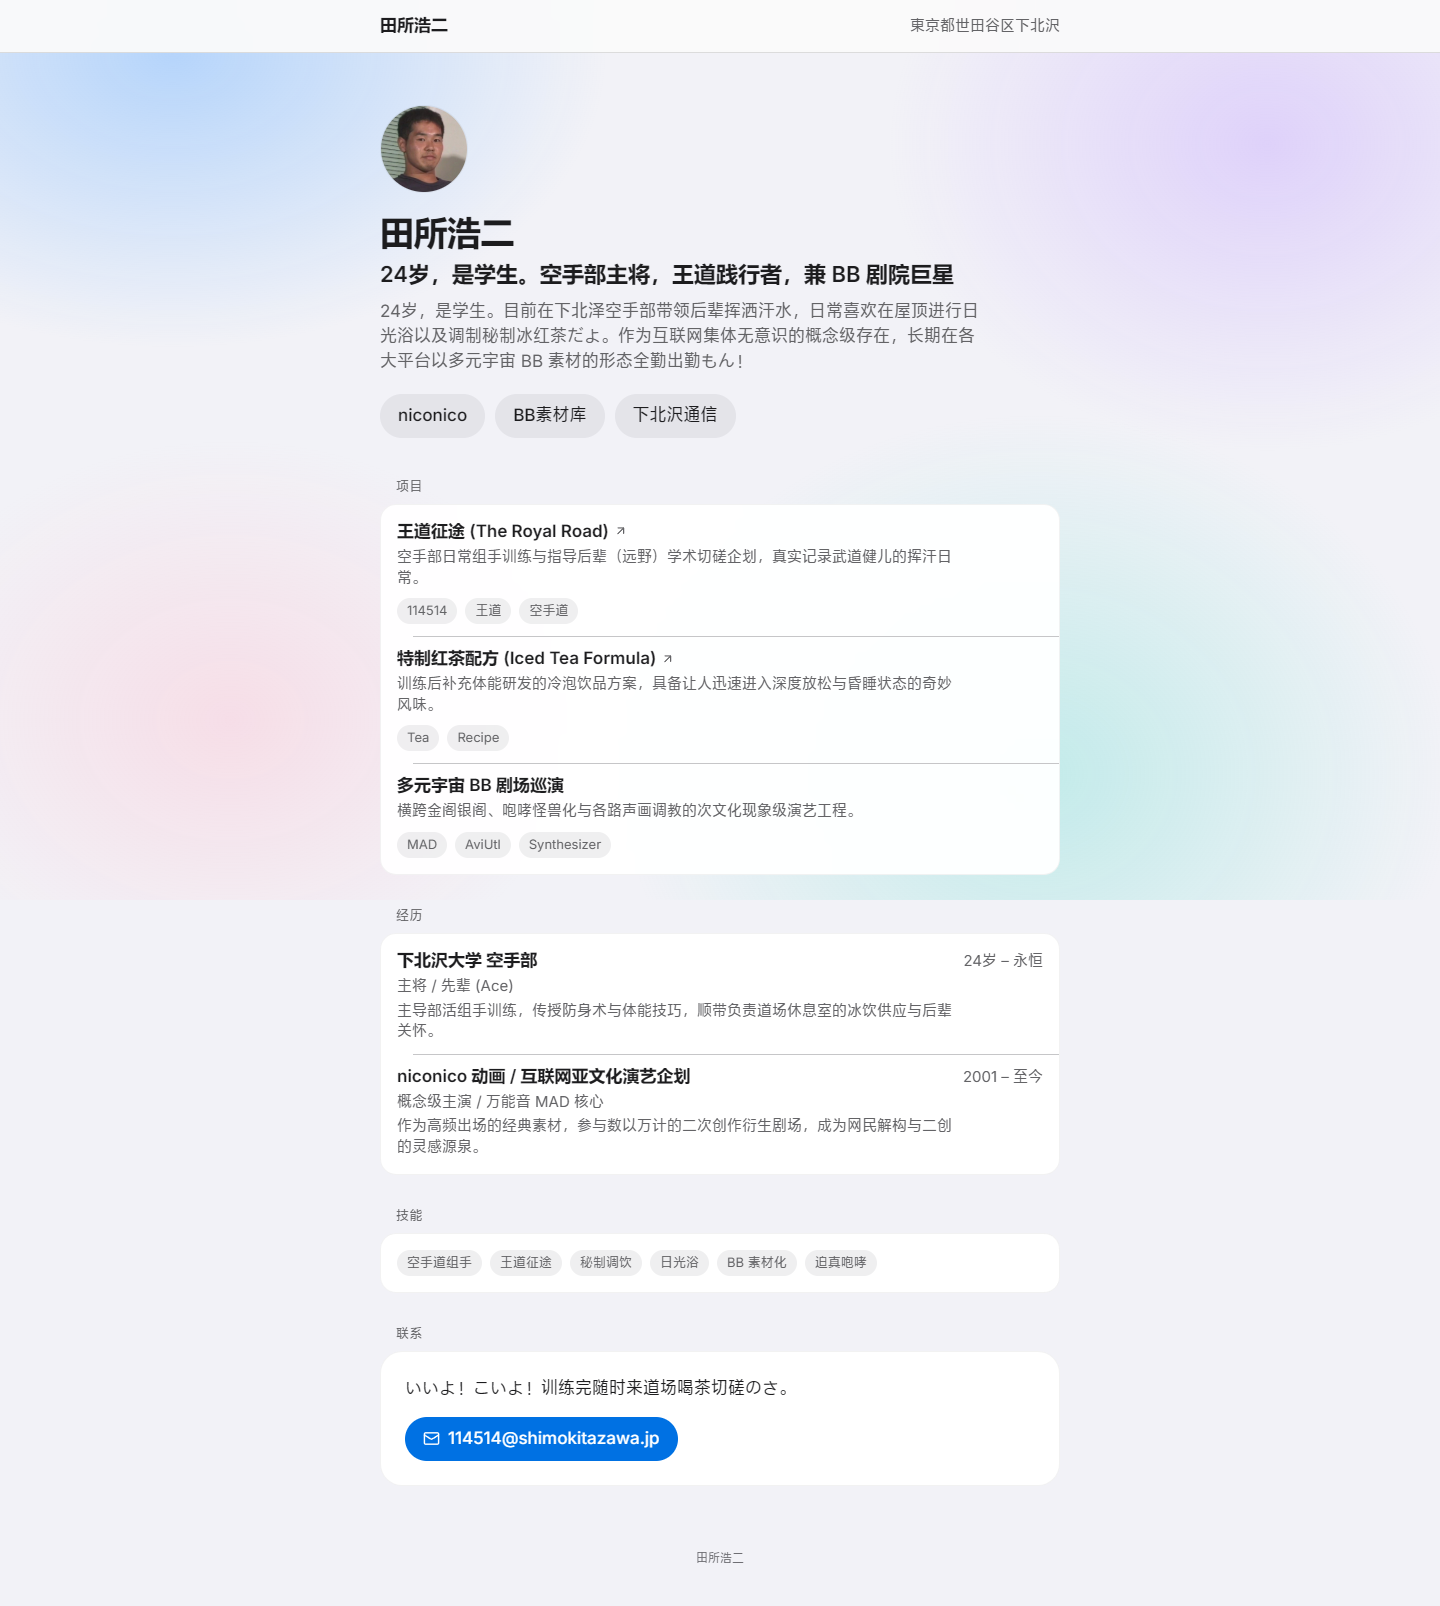 田所浩二
東京都世田谷区下北沢
田所浩二
24岁，是学生。空手部主将，王道践行者，兼 BB 剧院巨星
24岁，是学生。目前在下北泽空手部带领后辈挥洒汗水，日常喜欢在屋顶进行日
光浴以及调制秘制冰红茶だよ。作为互联网集体无意识的概念级存在，长期在各
大平台以多元宇宙 BB 素材的形态全勤出勤もん！
niconico
BB素材库
下北沢通信
项目
王道征途 (The Royal Road)
空手部日常组手训练与指导后辈（远野）学术切磋企划，真实记录武道健儿的挥汗日
常。
114514
王道
空手道
特制红茶配方 (Iced Tea Formula)
训练后补充体能研发的冷泡饮品方案，具备让人迅速进入深度放松与昏睡状态的奇妙
风味。
Tea
Recipe
多元宇宙 BB 剧场巡演
横跨金阁银阁、咆哮怪兽化与各路声画调教的次文化现象级演艺工程。
MAD
AviUtl
Synthesizer
经历
下北沢大学 空手部
24岁 – 永恒
主将 / 先辈 (Ace)
主导部活组手训练，传授防身术与体能技巧，顺带负责道场休息室的冰饮供应与后辈
关怀。
niconico 动画 / 互联网亚文化演艺企划
2001 – 至今
概念级主演 / 万能音 MAD 核心
作为高频出场的经典素材，参与数以万计的二次创作衍生剧场，成为网民解构与二创
的灵感源泉。
技能
空手道组手
王道征途
秘制调饮
日光浴
BB 素材化
迫真咆哮
联系
いいよ！こいよ！训练完随时来道场喝茶切磋のさ。
114514@shimokitazawa.jp
田所浩二